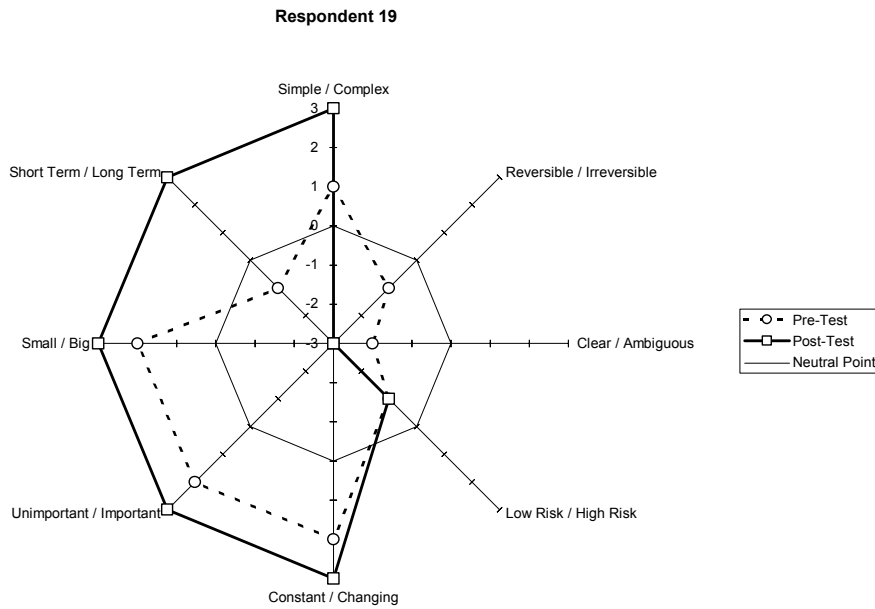 Respondent 19
Simple / Complex
3
Short Term / Long Term
2
Reversible / Irreversible
1
0
-1
-2
Small / Big
-3
Clear / Ambiguous
Pre-Test
Post-Test
Neutral Point
Unimportant / Important
Low Risk / High Risk
Constant / Changing